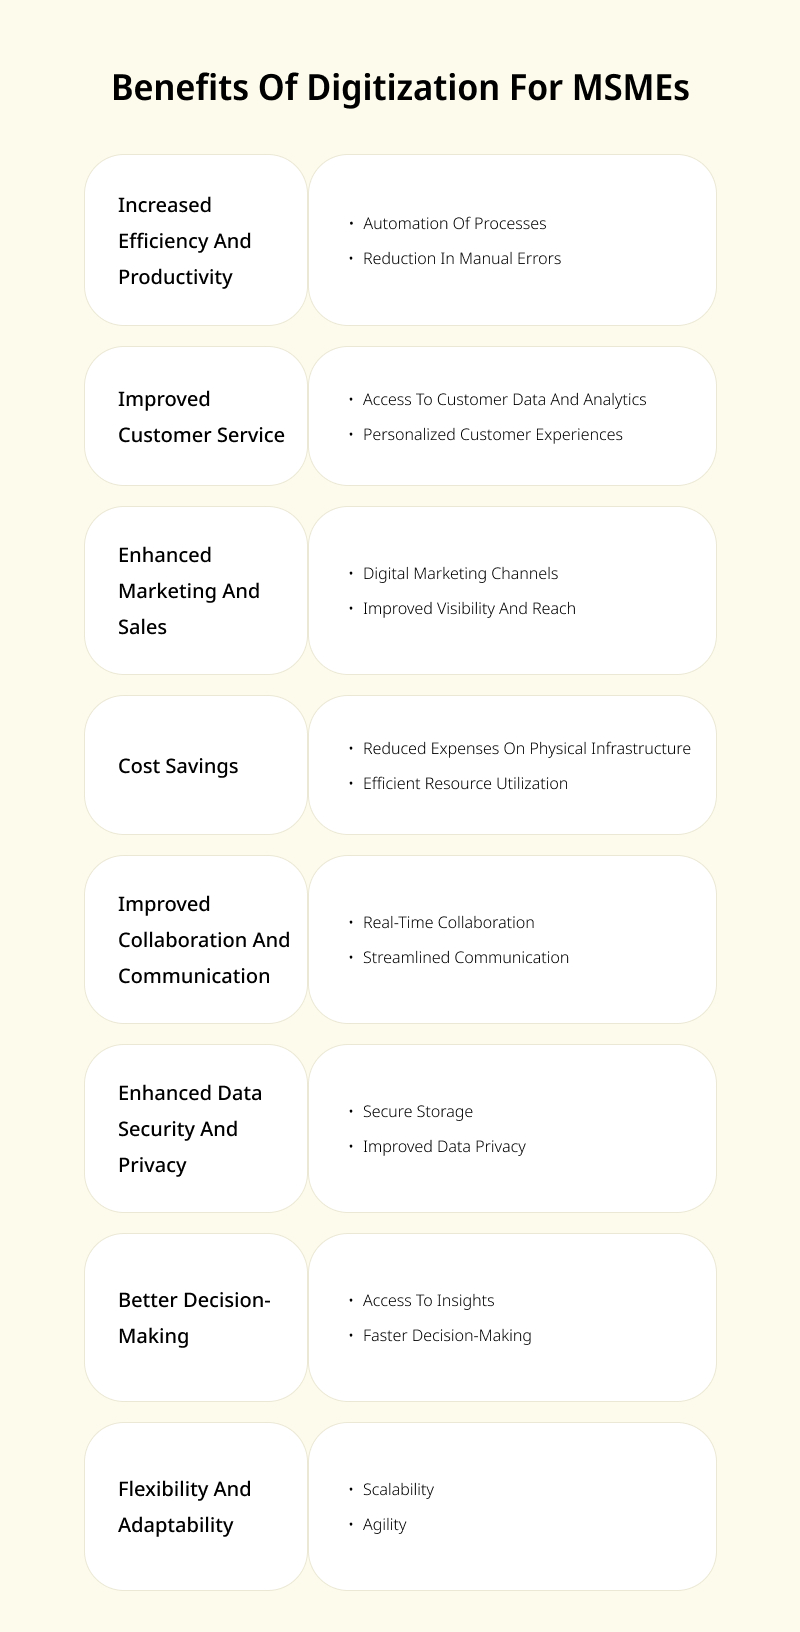 Benefits Of Digitization For MSMEs
Increased
Efficiency And
Productivity
• Automation Of Processes
• Reduction In Manual Errors
Improved
Customer Service
• Access To Customer Data And Analytics
• Personalized Customer Experiences
Enhanced
Marketing And
Sales
• Digital Marketing Channels
• Improved Visibility And Reach
Cost Savings
• Reduced Expenses On Physical Infrastructure
• Efficient Resource Utilization
Improved
Collaboration And
Communication
• Real-Time Collaboration
• Streamlined Communication
Enhanced Data
Security And
Privacy
• Secure Storage
• Improved Data Privacy
Better Decision-
Making
• Access To Insights
• Faster Decision-Making
Flexibility And
Adaptability
• Scalability
• Agility